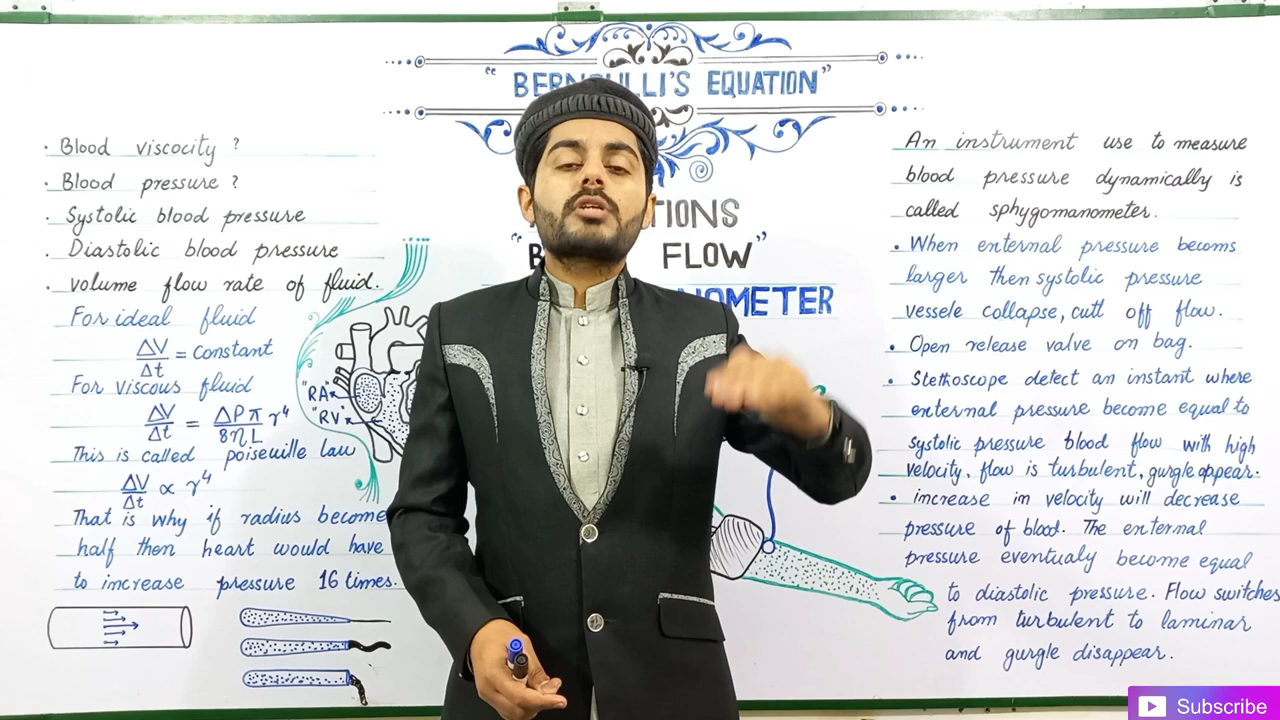 "BERNOULLI'S EQUATION"
TIONS
FLOW"
NOMETER
· Blood viscocity ?
· Blood pressure ?
· Systolic blood pressure
· Diastolic blood pressure
· volume flow rate of fluid.
For ideal fluid
ΔV/Δt = constant
For viscous fluid
ΔV/Δt = ΔPπ/8ηL r⁴
This is called poiseuille law
ΔV/Δt ∝ r⁴
That is why if radius become
half then heart would have
to increase pressure 16 times.
"RA"
"RV"
An instrument use to measure
blood pressure dynamically is
called sphygomanometer.
· When enternal pressure becoms
larger then systolic pressure
vessele collapse, cutt off flow.
· Open release valve on bag.
· Stethoscope detect an instant where
enternal pressure become equal to
systolic pressure blood flow with high
velocity, flow is turbulent, gurgle appear.
· increase in velocity will decrease
pressure of blood. The enternal
pressure eventualy become equal
to diastolic pressure. Flow switches
from turbulent to laminar
and gurgle disappear.
Subscribe